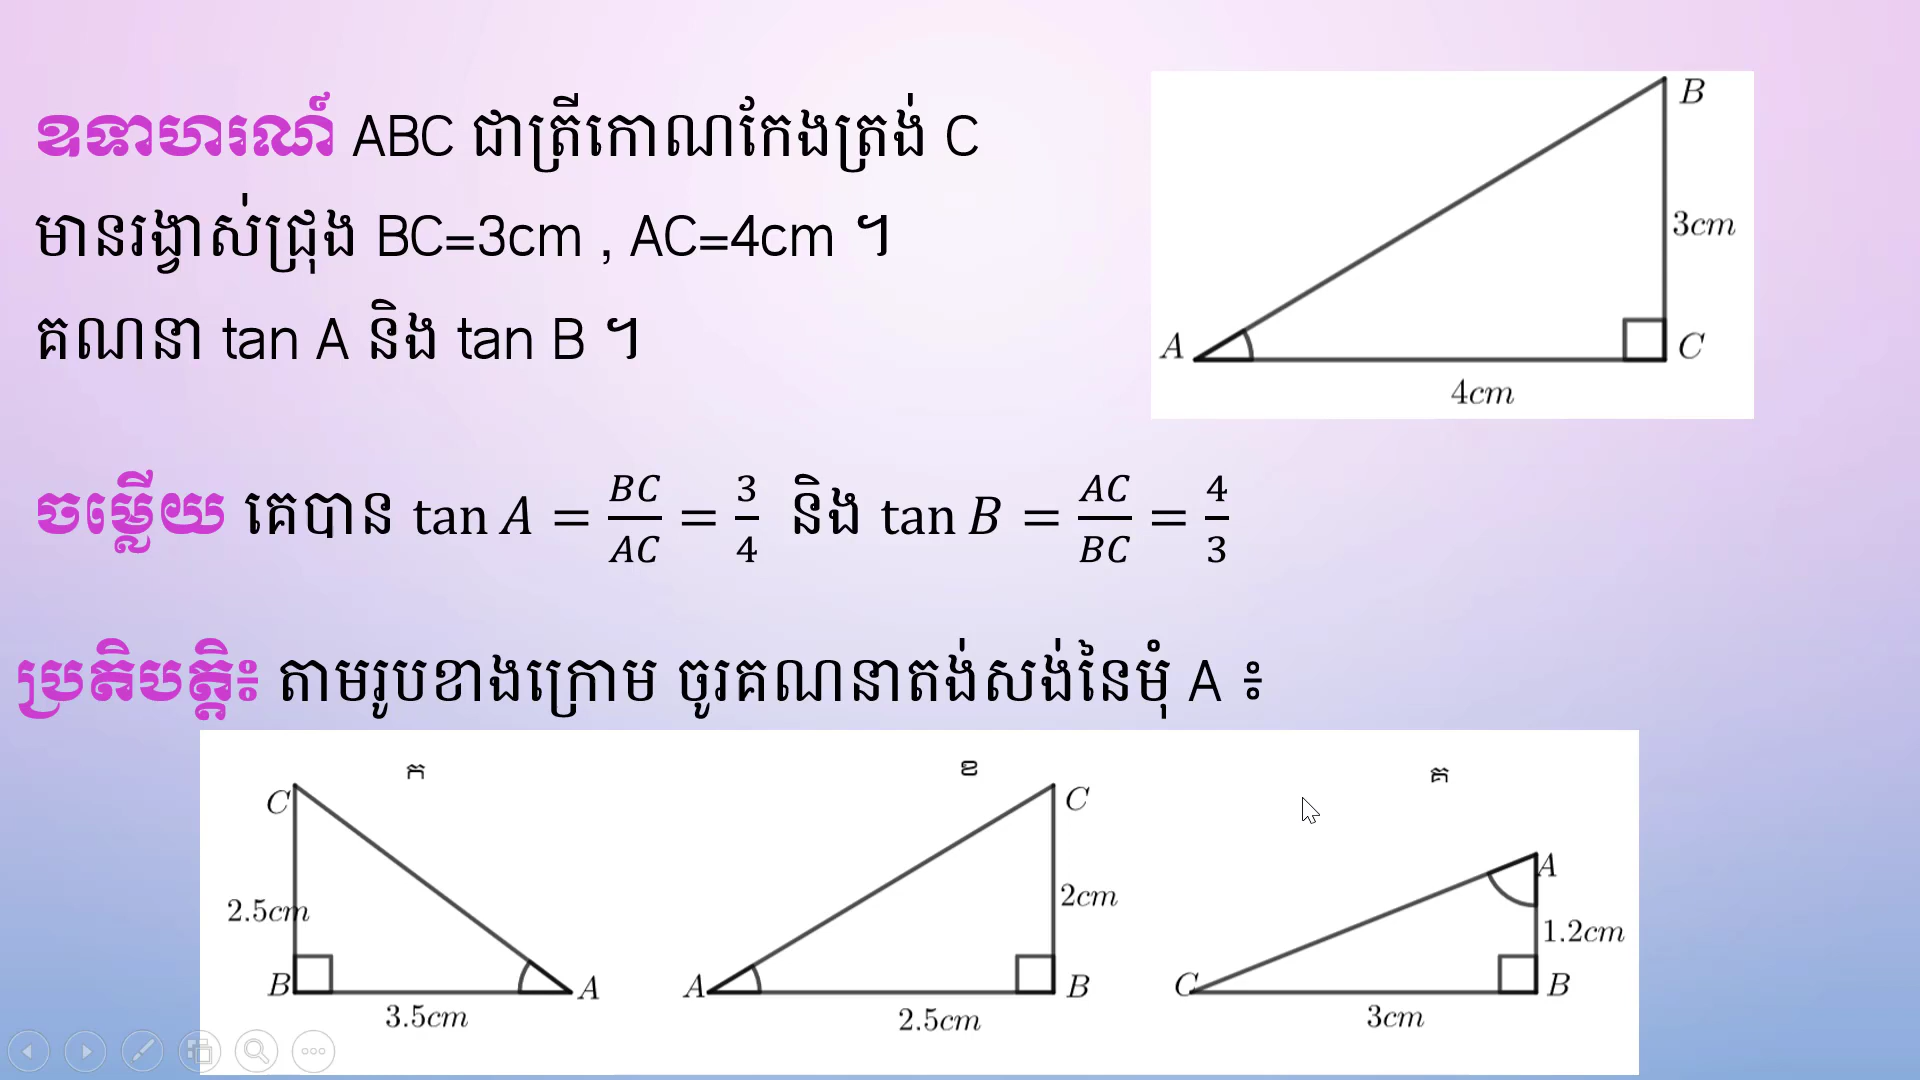 ឧទាហរណ៍ ABC ជាត្រីកោណកែងត្រង់ C
មានរង្វាស់ជ្រុង BC=3cm , AC=4cm ។
គណនា tan A និង tan B ។
B
3cm
A
C
4cm
ចម្លើយ គេបាន tan A = BC/AC = 3/4 និង tan B = AC/BC = 4/3
ប្រតិបត្តិ៖ តាមរូបខាងក្រោម ចូរគណនាតង់សង់នៃមុំ A ៖
ក
C
2.5cm
B
A
3.5cm
ខ
C
2cm
A
B
2.5cm
គ
A
1.2cm
C
B
3cm